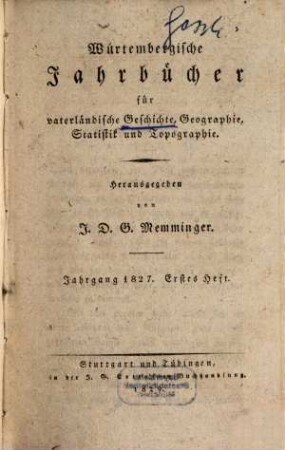 Würtembergische
Jahrbücher
für
vaterländische Geschichte, Geographie,
Statistik und Topographie.
Herausgegeben
von
J. D. G. Memminger.
Jahrgang 1827. Erstes Heft.
Stuttgart und Tübingen,
in der J. G. Cotta'schen Buchhandlung.